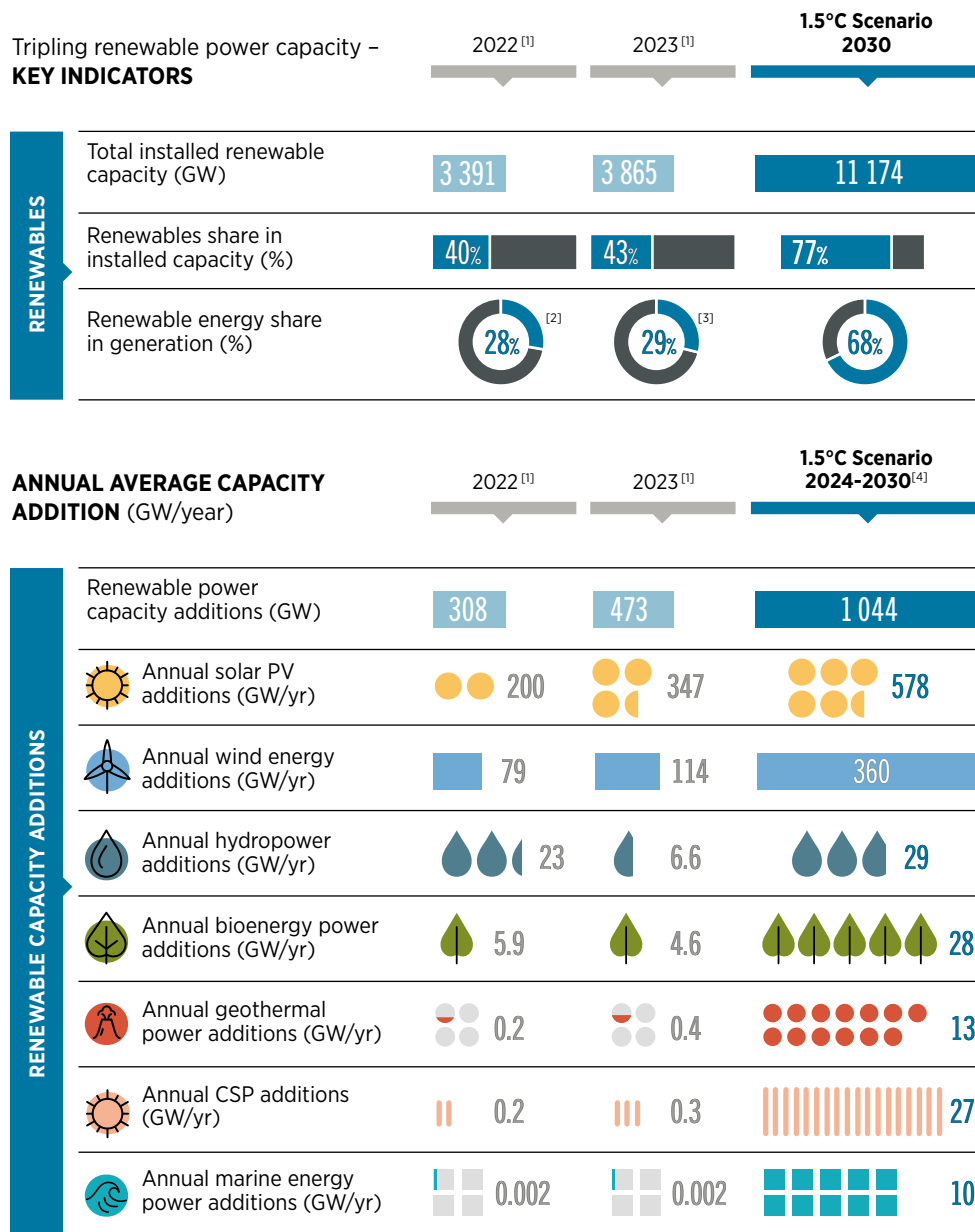 Tripling renewable power capacity –
KEY INDICATORS
2022 [1]
2023 [1]
1.5°C Scenario
2030
RENEWABLES
Total installed renewable
capacity (GW)
3 391
3 865
11 174
Renewables share in
installed capacity (%)
40%
43%
77%
Renewable energy share
in generation (%)
28%
[2]
29%
[3]
68%
ANNUAL AVERAGE CAPACITY
ADDITION (GW/year)
2022 [1]
2023 [1]
1.5°C Scenario
2024-2030[4]
RENEWABLE CAPACITY ADDITIONS
Renewable power
capacity additions (GW)
308
473
1 044
Annual solar PV
additions (GW/yr)
200
347
578
Annual wind energy
additions (GW/yr)
79
114
360
Annual hydropower
additions (GW/yr)
23
6.6
29
Annual bioenergy power
additions (GW/yr)
5.9
4.6
28
Annual geothermal
power additions (GW/yr)
0.2
0.4
13
Annual CSP additions
(GW/yr)
0.2
0.3
27
Annual marine energy
power additions (GW/yr)
0.002
0.002
10